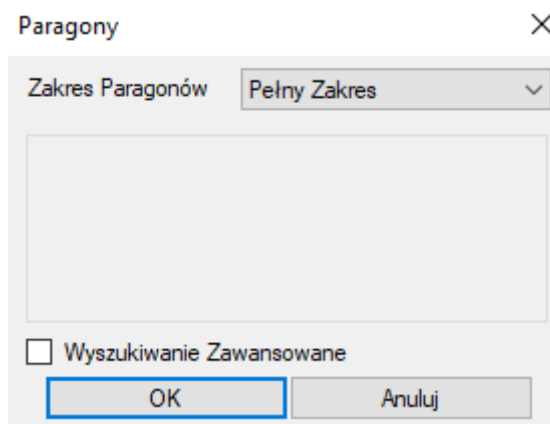 Paragony
Zakres Paragonów Pełny Zakres
Wyszukiwanie Zawansowane
OK Anuluj